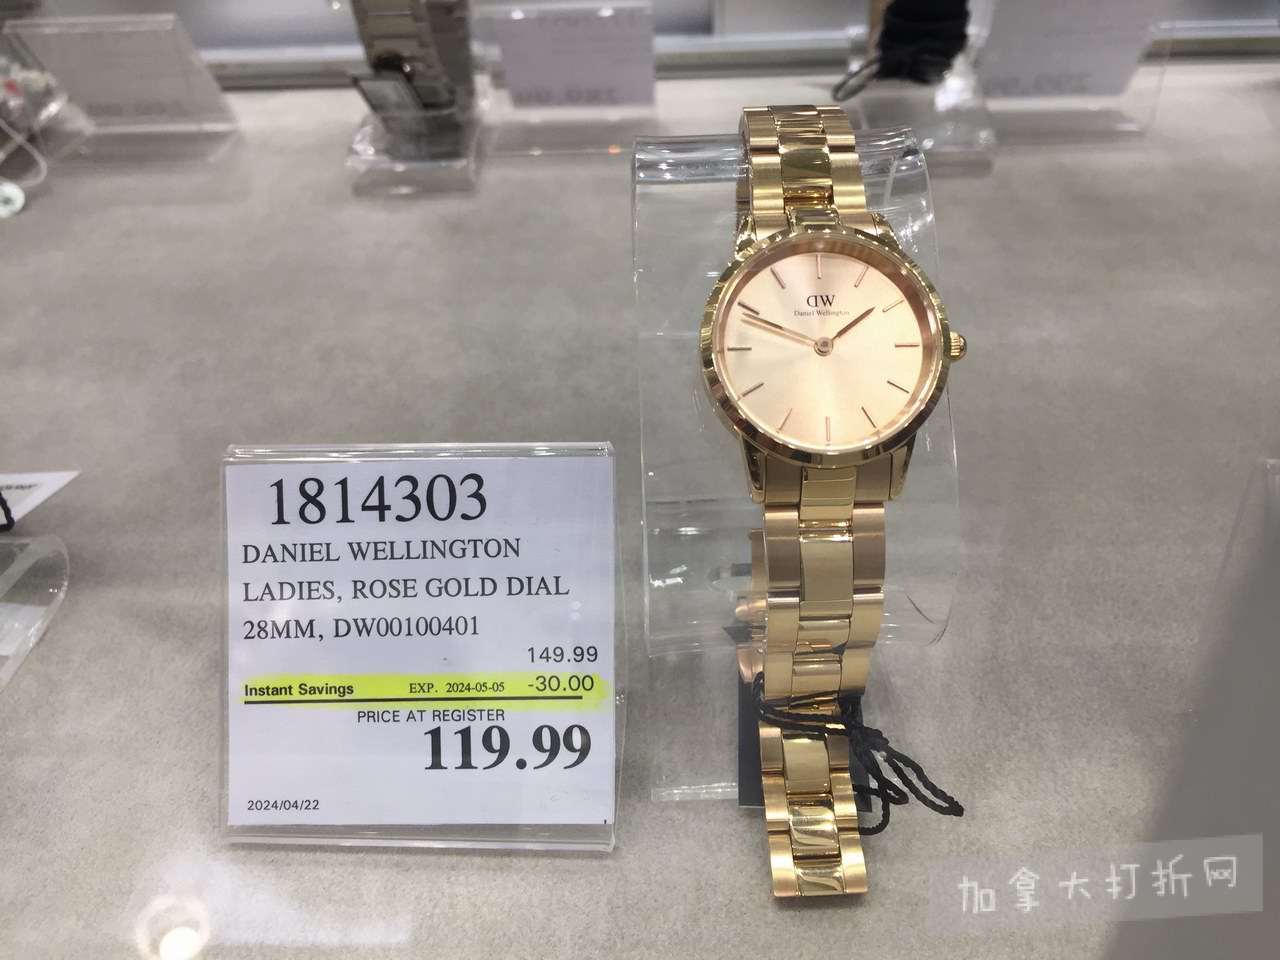 DW
Daniel Wellington
1814303
DANIEL WELLINGTON
LADIES, ROSE GOLD DIAL
28MM, DW00100401
149.99
Instant Savings EXP. 2024-05-05 -30.00
PRICE AT REGISTER
119.99
2024/04/22
加拿大打折网